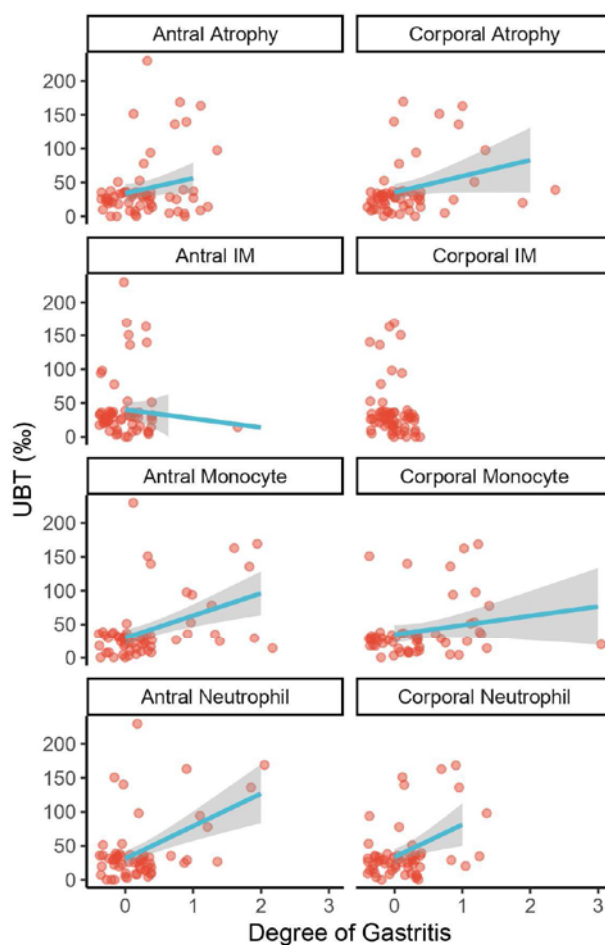 Antral Atrophy Corporal Atrophy
200
150
100
50
0
Antral IM Corporal IM
200
150
100
50
0
Antral Monocyte Corporal Monocyte
200
150
100
50
0
Antral Neutrophil Corporal Neutrophil
200
150
100
50
0
0 1 2 3 0 1 2 3
Degree of Gastritis
UBT (‰)